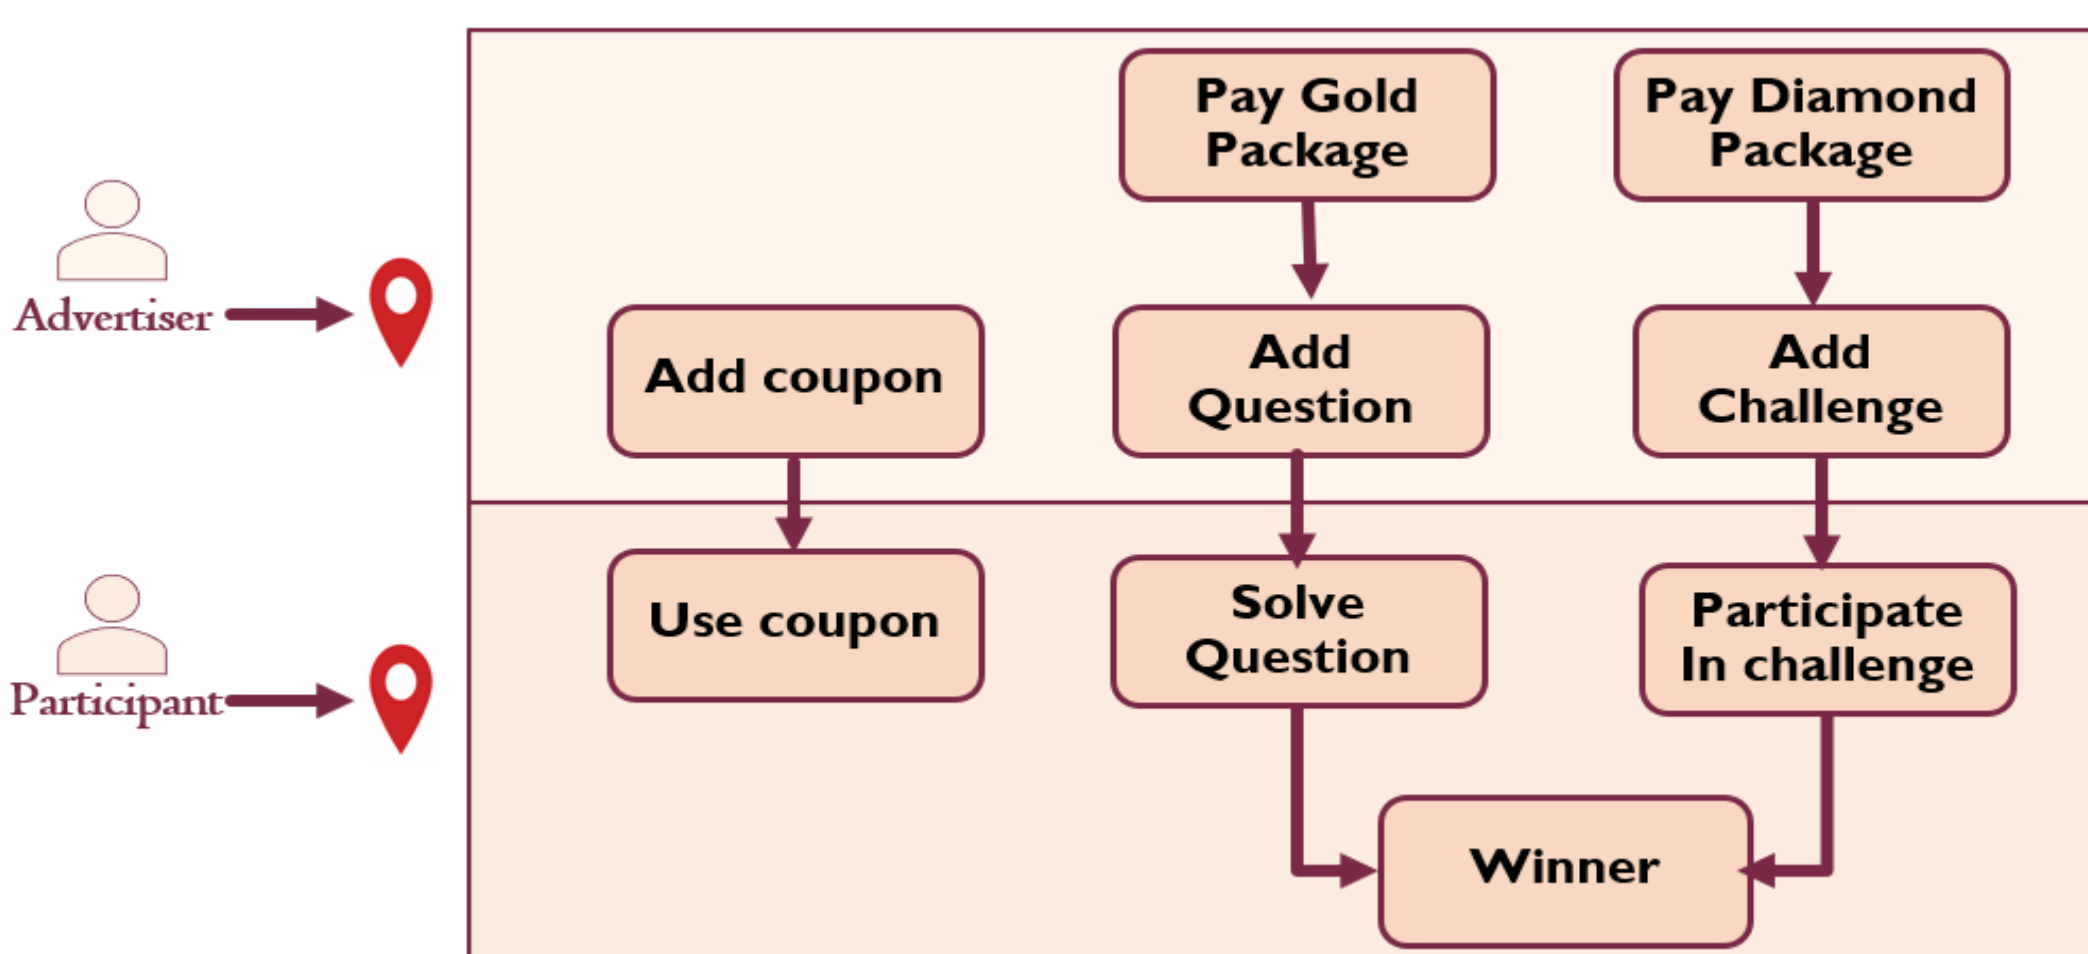 Pay Gold
Package
Pay Diamond
Package
Advertiser
Add coupon
Add
Question
Add
Challenge
Participant
Use coupon
Solve
Question
Participate
In challenge
Winner